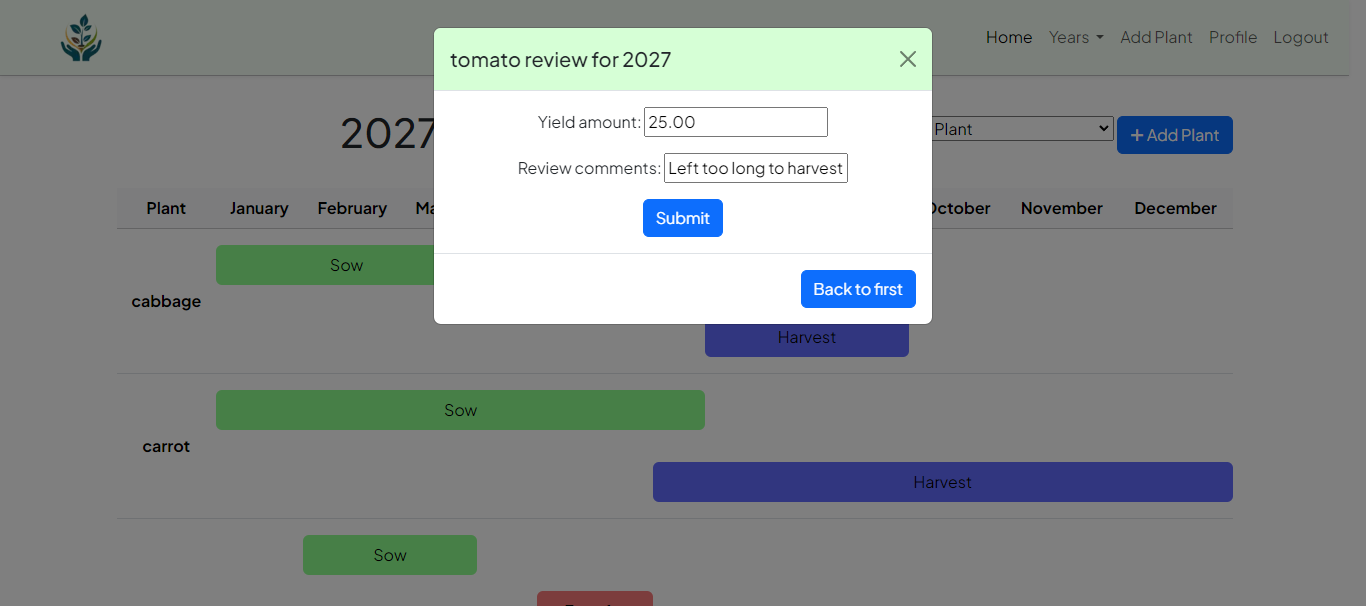 Home Years Add Plant Profile Logout
tomato review for 2027
Yield amount: 25.00
2027
Plant
+ Add Plant
Review comments: Left too long to harvest
Plant January February
November December
Submit
Sow
Back to first
cabbage
Harvest
Sow
carrot
Harvest
Sow